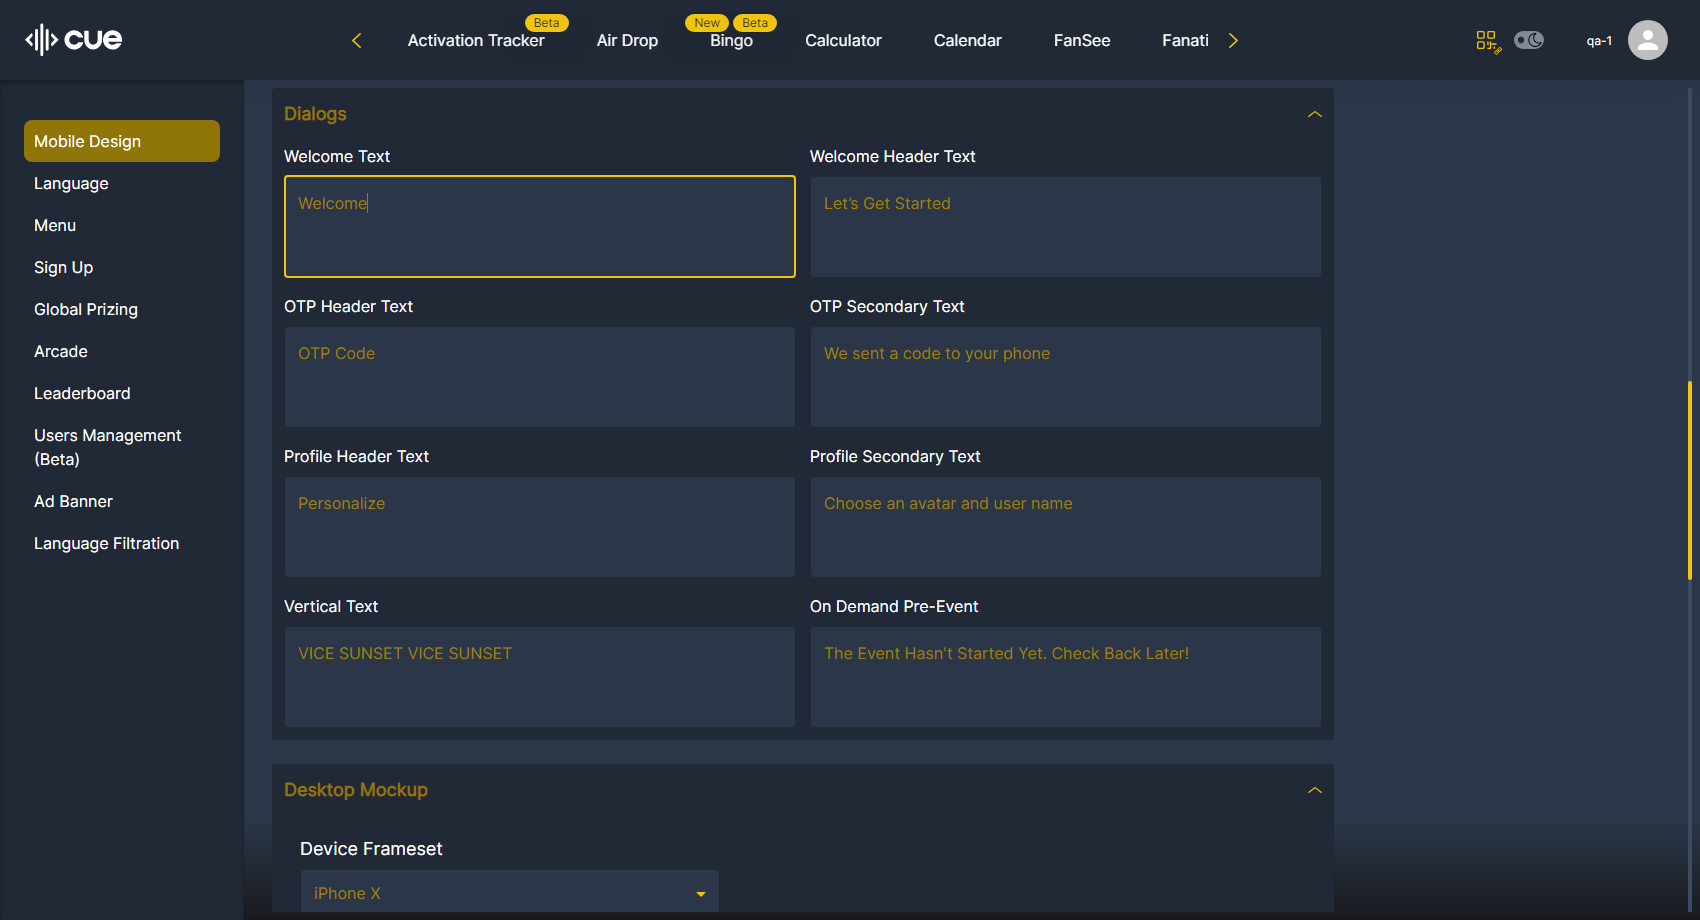 cue
Activation Tracker
Beta
Air Drop
New
Beta
Bingo
Calculator
Calendar
FanSee
Fanati
qa-1
Mobile Design
Language
Menu
Sign Up
Global Prizing
Arcade
Leaderboard
Users Management
(Beta)
Ad Banner
Language Filtration
Dialogs
Welcome Text
Welcome
Welcome Header Text
Let’s Get Started
OTP Header Text
OTP Code
OTP Secondary Text
We sent a code to your phone
Profile Header Text
Personalize
Profile Secondary Text
Choose an avatar and user name
Vertical Text
VICE SUNSET VICE SUNSET
On Demand Pre-Event
The Event Hasn't Started Yet. Check Back Later!
Desktop Mockup
Device Frameset
iPhone X